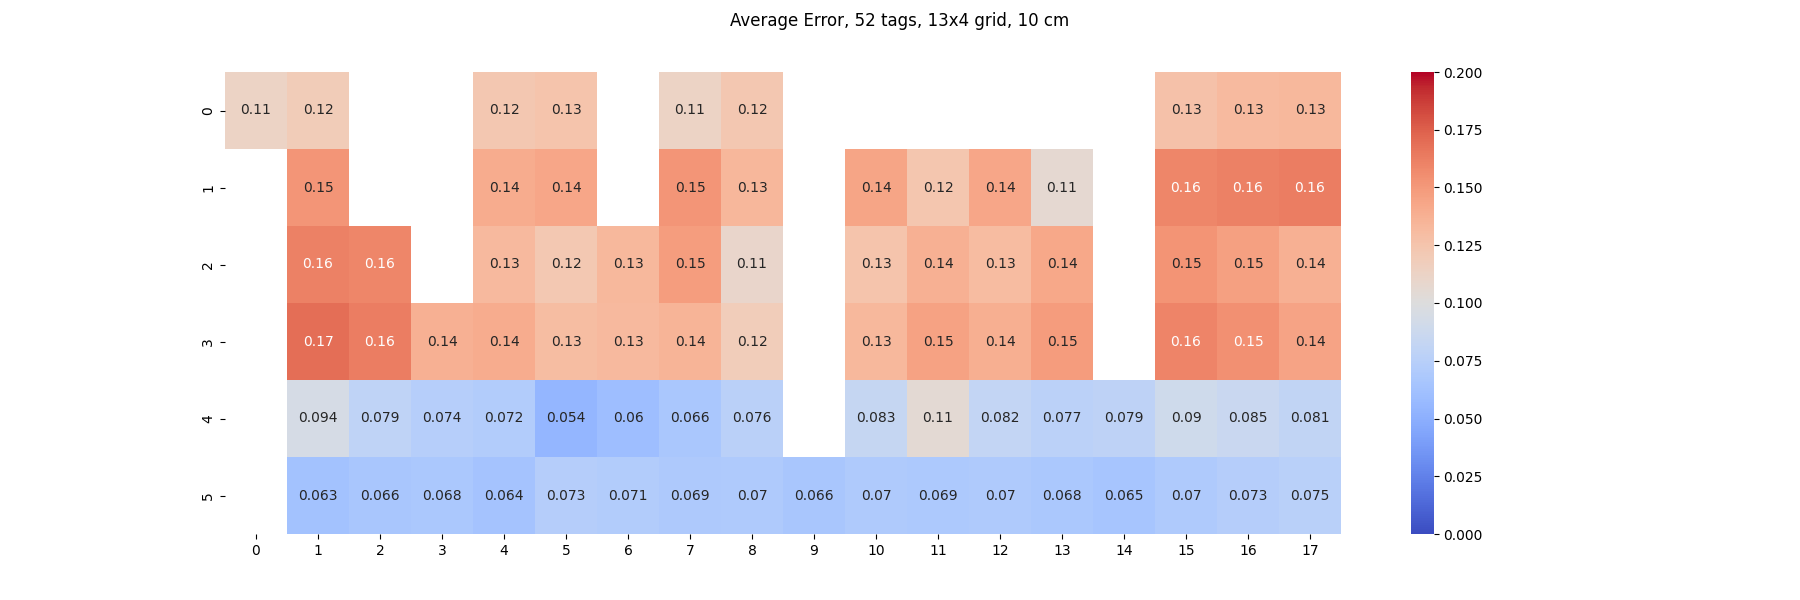 Average Error, 52 tags, 13x4 grid, 10 cm
0.200
0 0.11 0.12 0.12 0.13 0.11 0.12 0.13 0.13 0.13
0.175
1 0.15 0.14 0.14 0.15 0.13 0.14 0.12 0.14 0.11 0.16 0.16 0.16
0.150
2 0.16 0.16 0.13 0.12 0.13 0.15 0.11 0.13 0.14 0.13 0.14 0.15 0.15 0.14
0.125
0.100
3 0.17 0.16 0.14 0.14 0.13 0.13 0.14 0.12 0.13 0.15 0.14 0.15 0.16 0.15 0.14
0.075
4 0.094 0.079 0.074 0.072 0.054 0.06 0.066 0.076 0.083 0.11 0.082 0.077 0.079 0.09 0.085 0.081
0.050
5 0.063 0.066 0.068 0.064 0.073 0.071 0.069 0.07 0.066 0.07 0.069 0.07 0.068 0.065 0.07 0.073 0.075
0.025
0.000
0 1 2 3 4 5 6 7 8 9 10 11 12 13 14 15 16 17